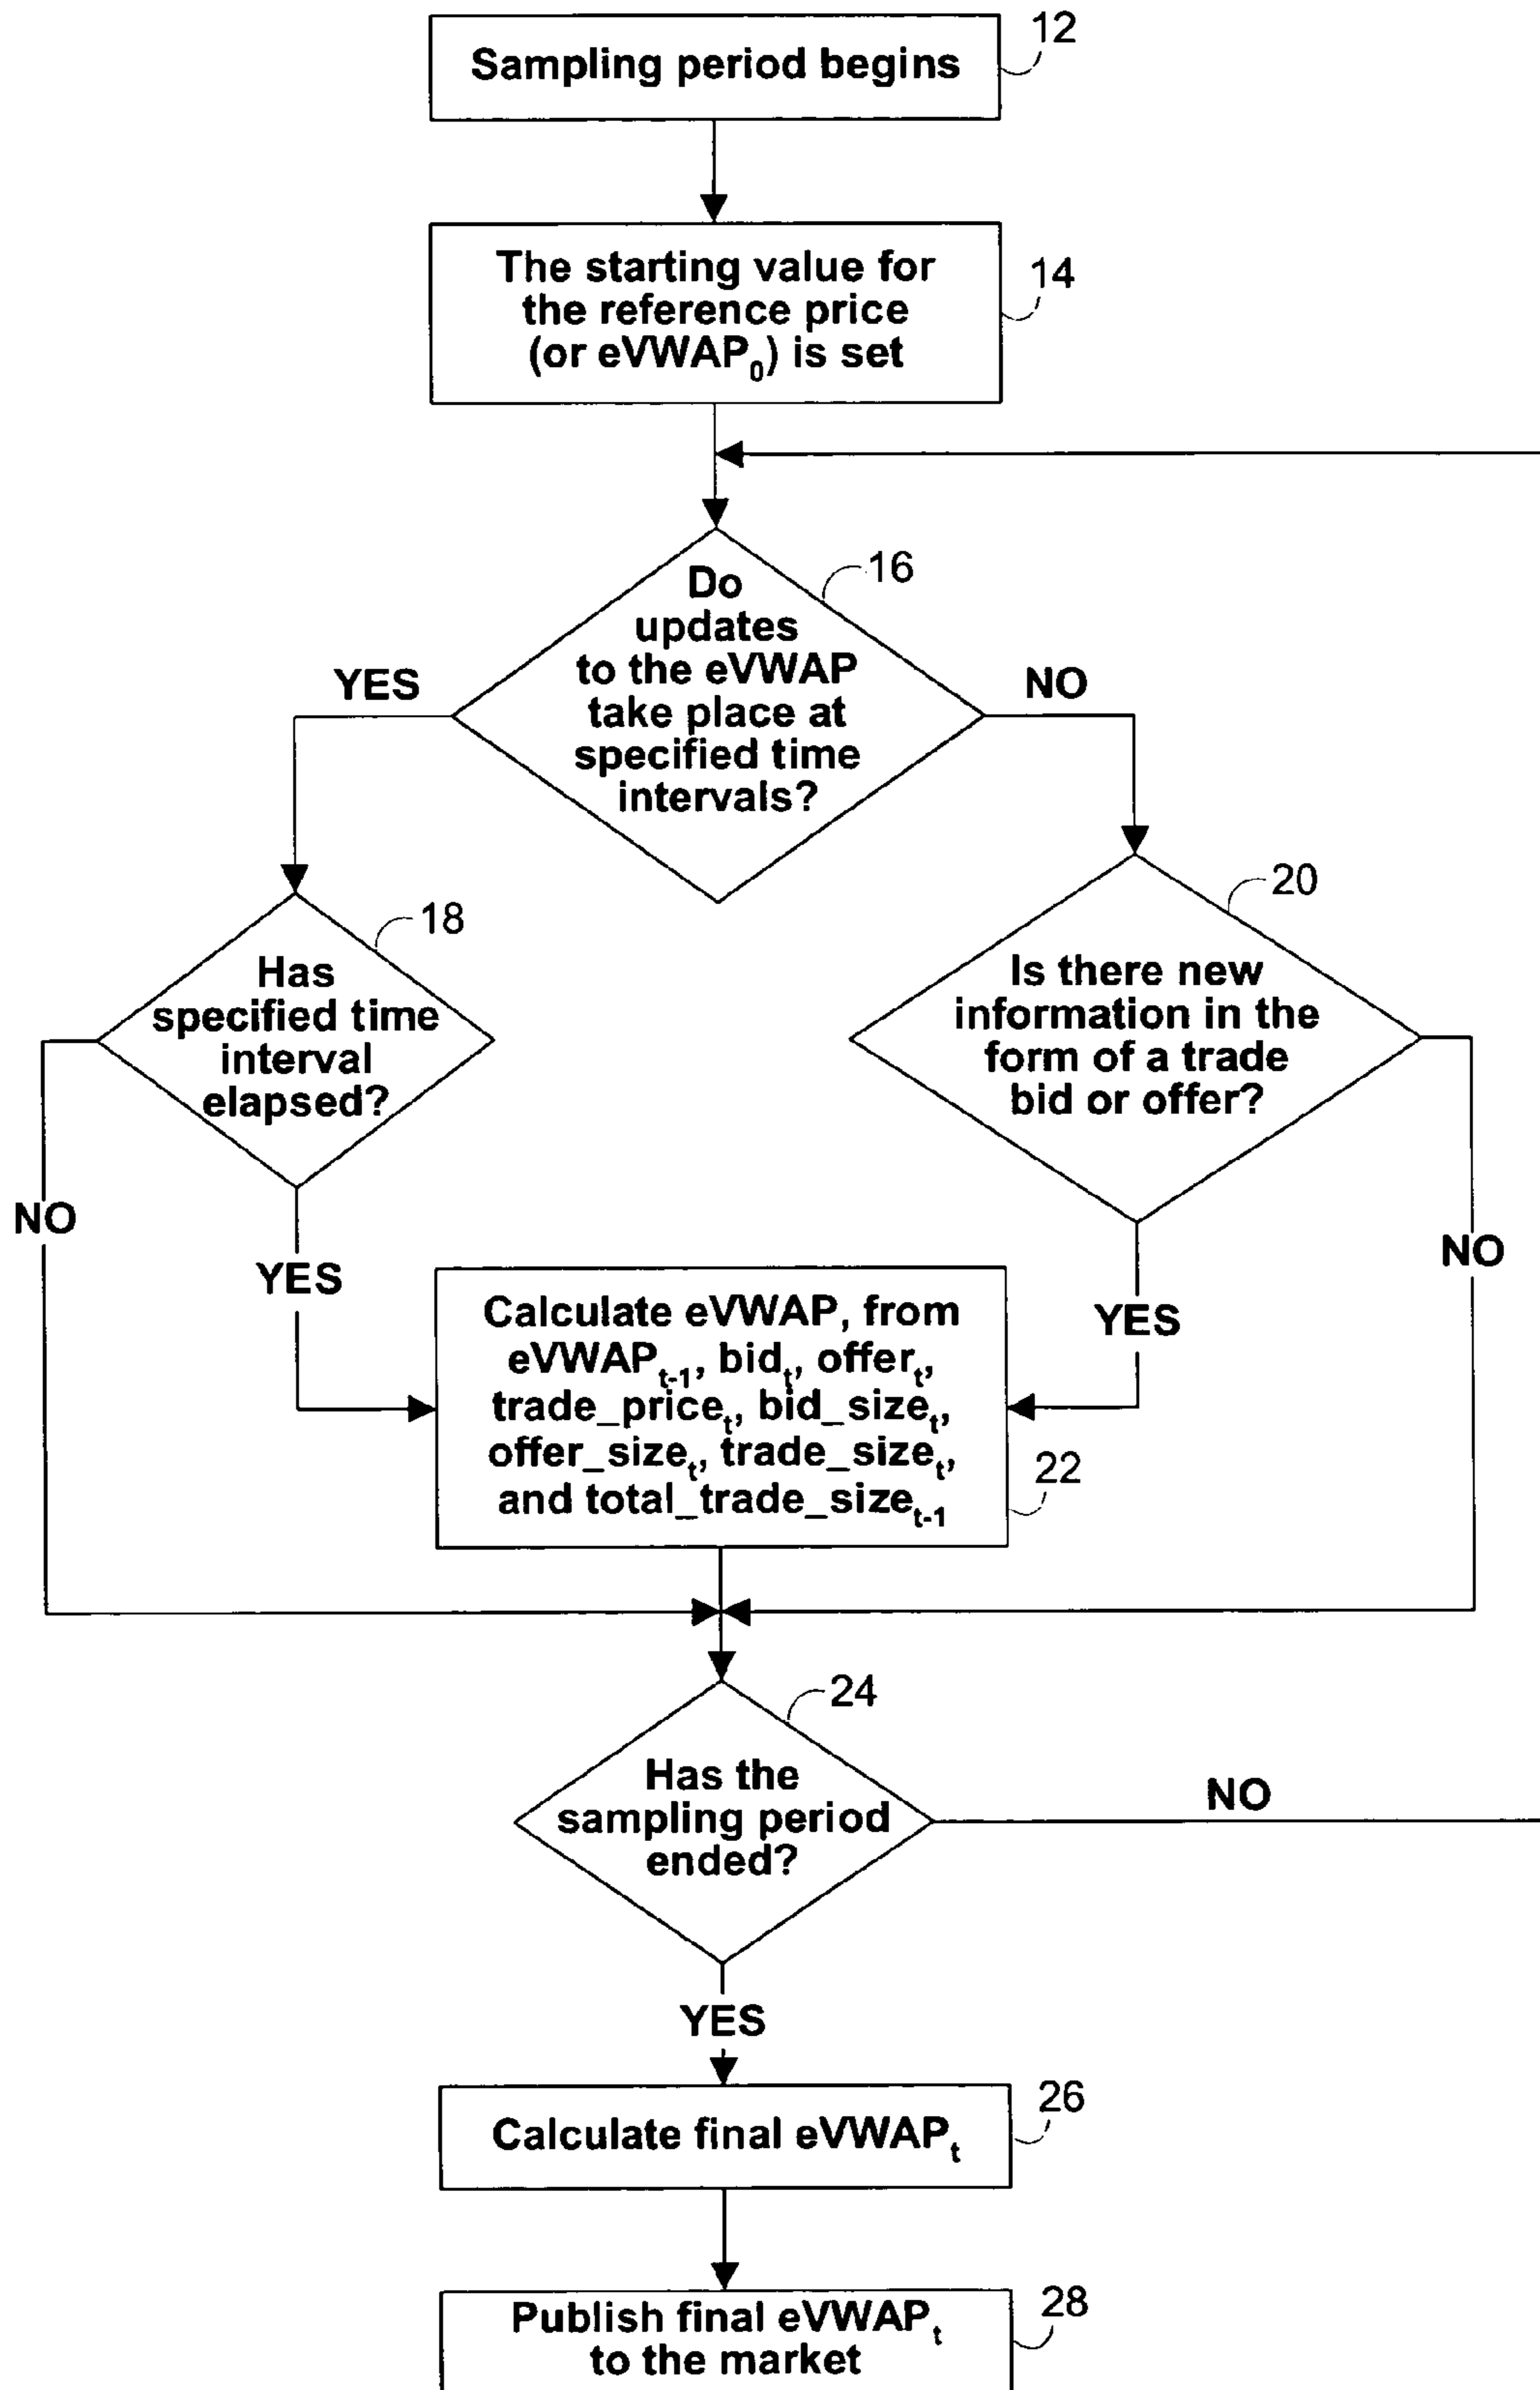 Sampling period begins
12
The starting value for
the reference price
(or eVWAP0) is set
14
Do
updates
to the eVWAP
take place at
specified time
intervals?
16
YES
NO
Has
specified time
interval
elapsed?
18
Is there new
information in the
form of a trade
bid or offer?
20
NO
YES
YES
NO
Calculate eVWAP, from
eVWAPt-1, bidt, offert,
trade_pricet, bid_sizet,
offer_sizet, trade_sizet,
and total_trade_sizet-1
22
Has the
sampling period
ended?
24
NO
YES
Calculate final eVWAPt
26
Publish final eVWAPt
to the market
28